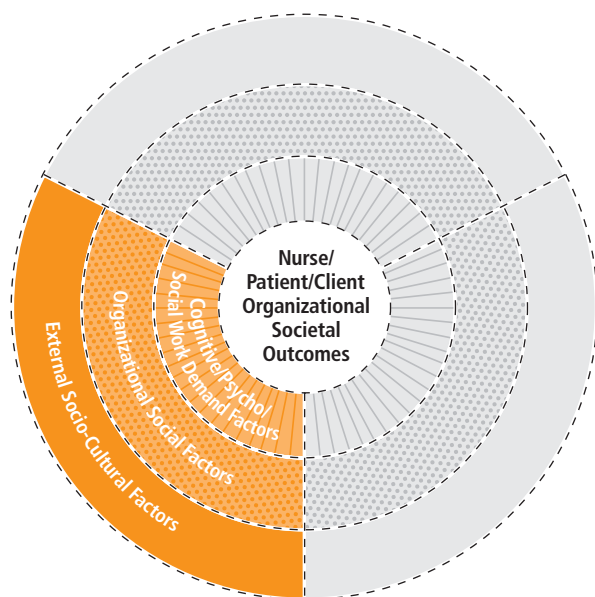 Nurse/
Patient/Client
Organizational
Societal
Outcomes
Cognitive/Psycho/
Social Work Demand Factors
Organizational Social Factors
External Socio-Cultural Factors